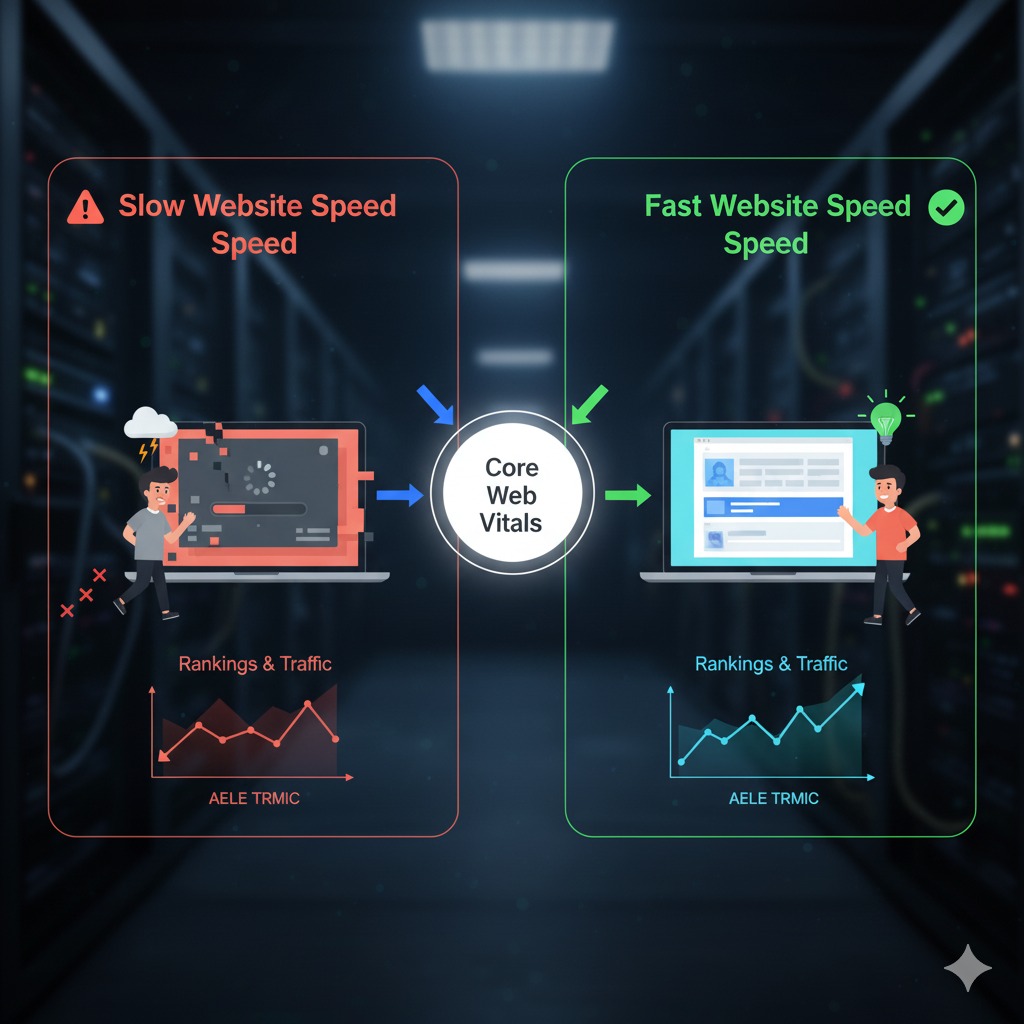 Slow Website Speed
Speed
Fast Website Speed
Speed
Core
Web
Vitals
Rankings & Traffic
AELE TRMIC
Rankings & Traffic
AELE TRMIC